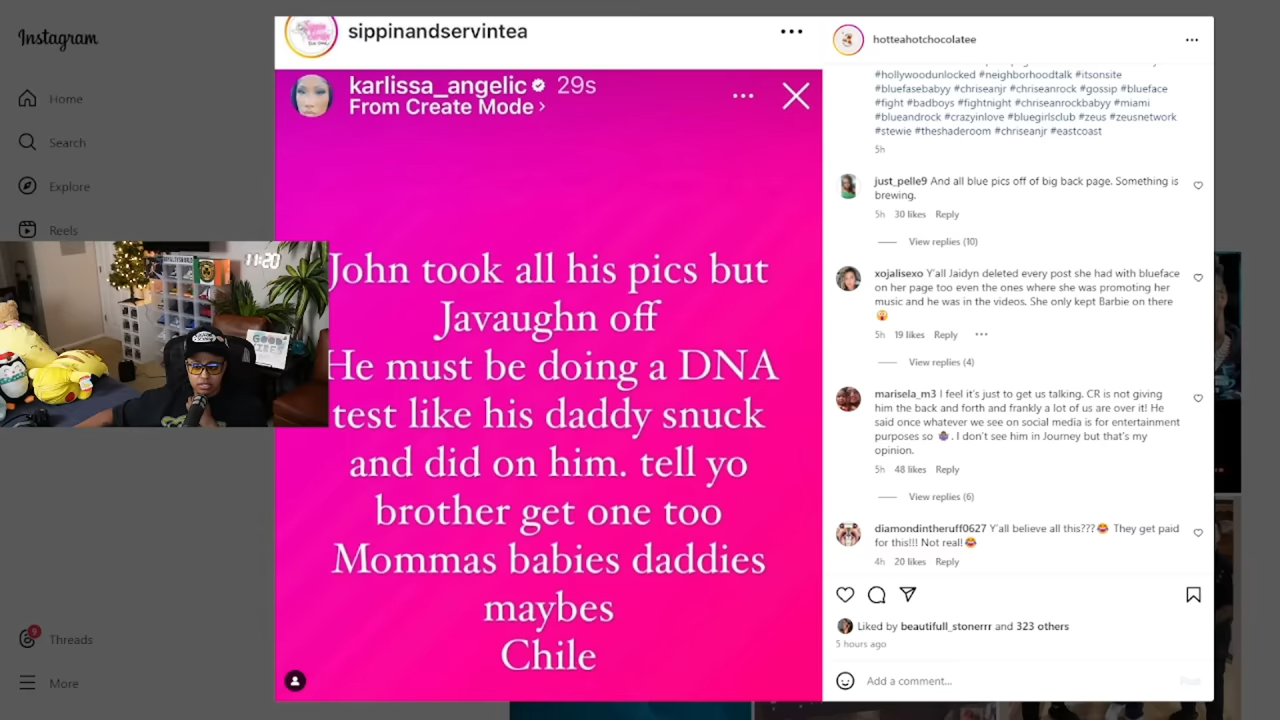 Instagram
Home
Search
Explore
Reels
Threads
9
More
11:20
GOOD
VIBES
sippinandservintea
karlissa_angelic 29s
From Create Mode >
John took all his pics but
Javaughn off
He must be doing a DNA
test like his daddy snuck
and did on him. tell yo
brother get one too
Mommas babies daddies
maybes
Chile
hotteahotchocolatee
#hollywoodunlocked #neighborhoodtalk #itsonsite
#bluefasebabyy #chriseanjr #chriseanrock #gossip #blueface
#fight #badboys #fightnight #chriseanrockbabyy #miami
#blueandrock #crazyinlove #bluegirlsclub #zeus #zeusnetwork
#stewie #theshaderoom #chriseanjr #eastcoast
5h
just_pelle9 And all blue pics off of big back page. Something is
brewing.
5h 30 likes Reply
View replies (10)
xojalisexo Y'all Jaidyn deleted every post she had with blueface
on her page too even the ones where she was promoting her
music and he was in the videos. She only kept Barbie on there
😱
5h 19 likes Reply •••
View replies (4)
marisela_m3 I feel it's just to get us talking. CR is not giving
him the back and forth and frankly a lot of us are over it! He
said once whatever we see on social media is for entertainment
purposes so 🤷🏽‍♀️. I don't see him in Journey but that's my
opinion.
5h 48 likes Reply
View replies (6)
diamondintheruff0627 Y'all believe all this???😂 They get paid
for this!!! Not real!😂
4h 20 likes Reply
Liked by beautifull_stonerrr and 323 others
5 hours ago
Add a comment...
Post